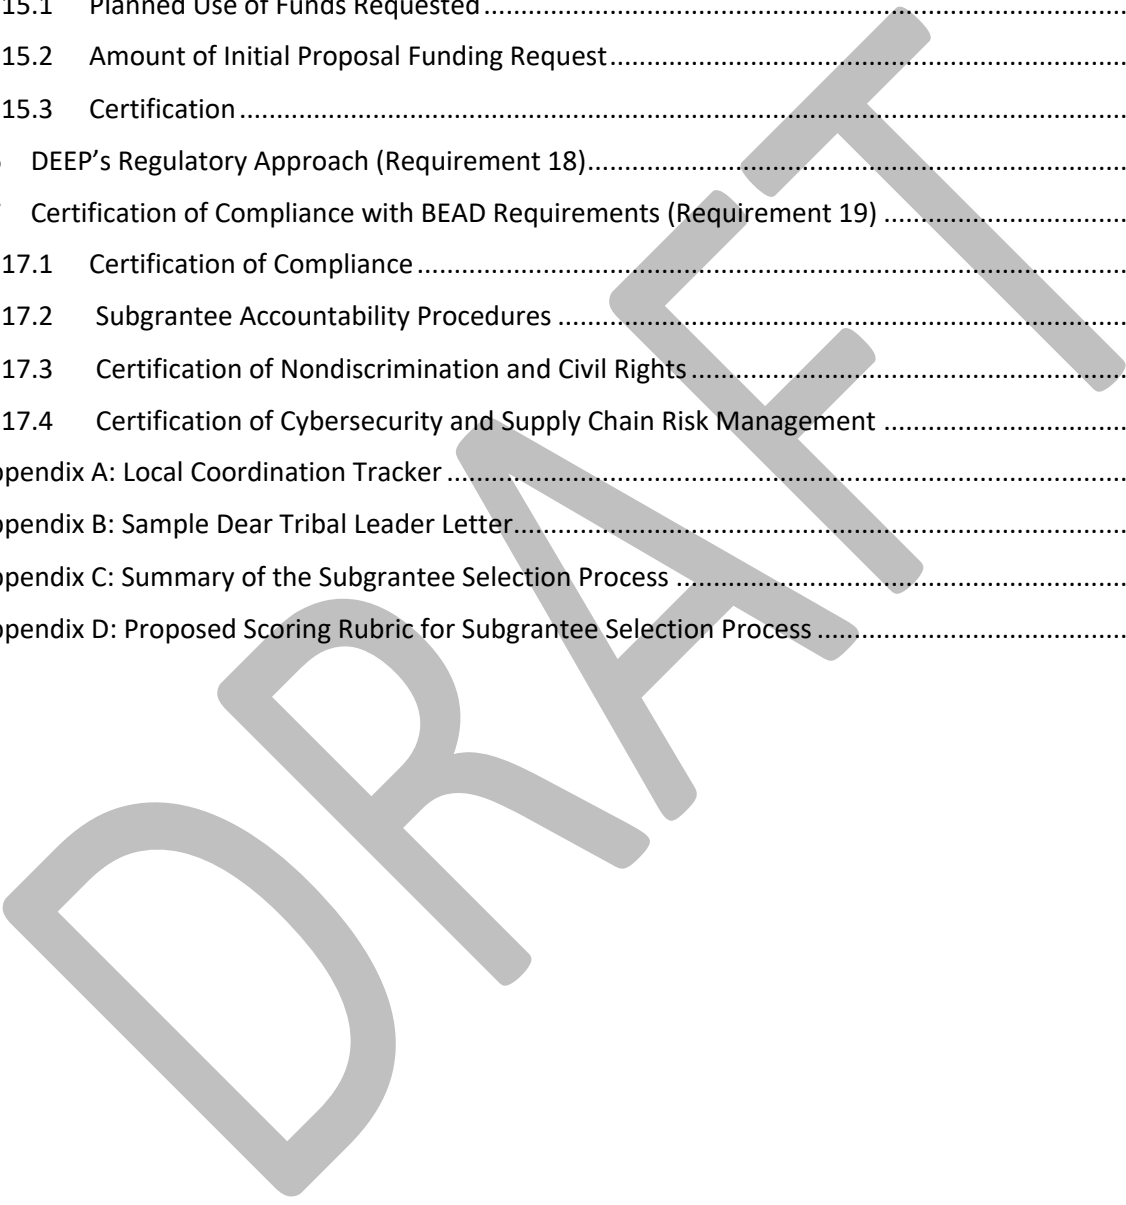 15.1 Planned Use of Funds Requested
15.2 Amount of Initial Proposal Funding Request
15.3 Certification
DEEP's Regulatory Approach (Requirement 18)
Certification of Compliance with BEAD Requirements (Requirement 19)
17.1 Certification of Compliance
17.2 Subgrantee Accountability Procedures
17.3 Certification of Nondiscrimination and Civil Rights
17.4 Certification of Cybersecurity and Supply Chain Risk Management
ppendix A: Local Coordination Tracker
ppendix B: Sample Dear Tribal Leader Letter
ppendix C: Summary of the Subgrantee Selection Process
ppendix D: Proposed Scoring Rubric for Subgrantee Selection Process
DRAFT